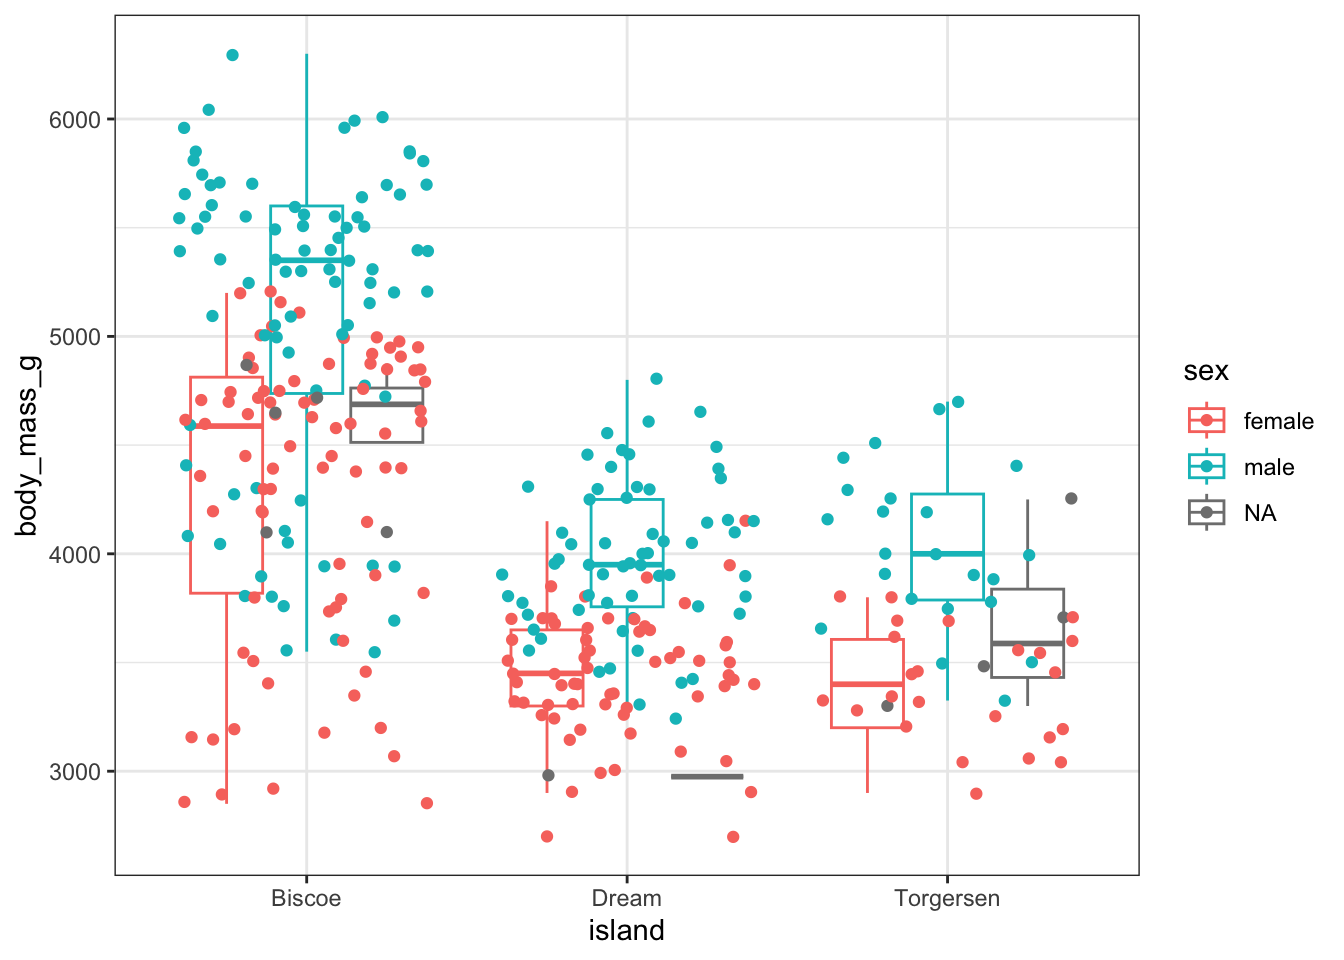 body_mass_g
6000
5000
4000
3000
Biscoe
Dream
Torgersen
island
sex
female
male
NA